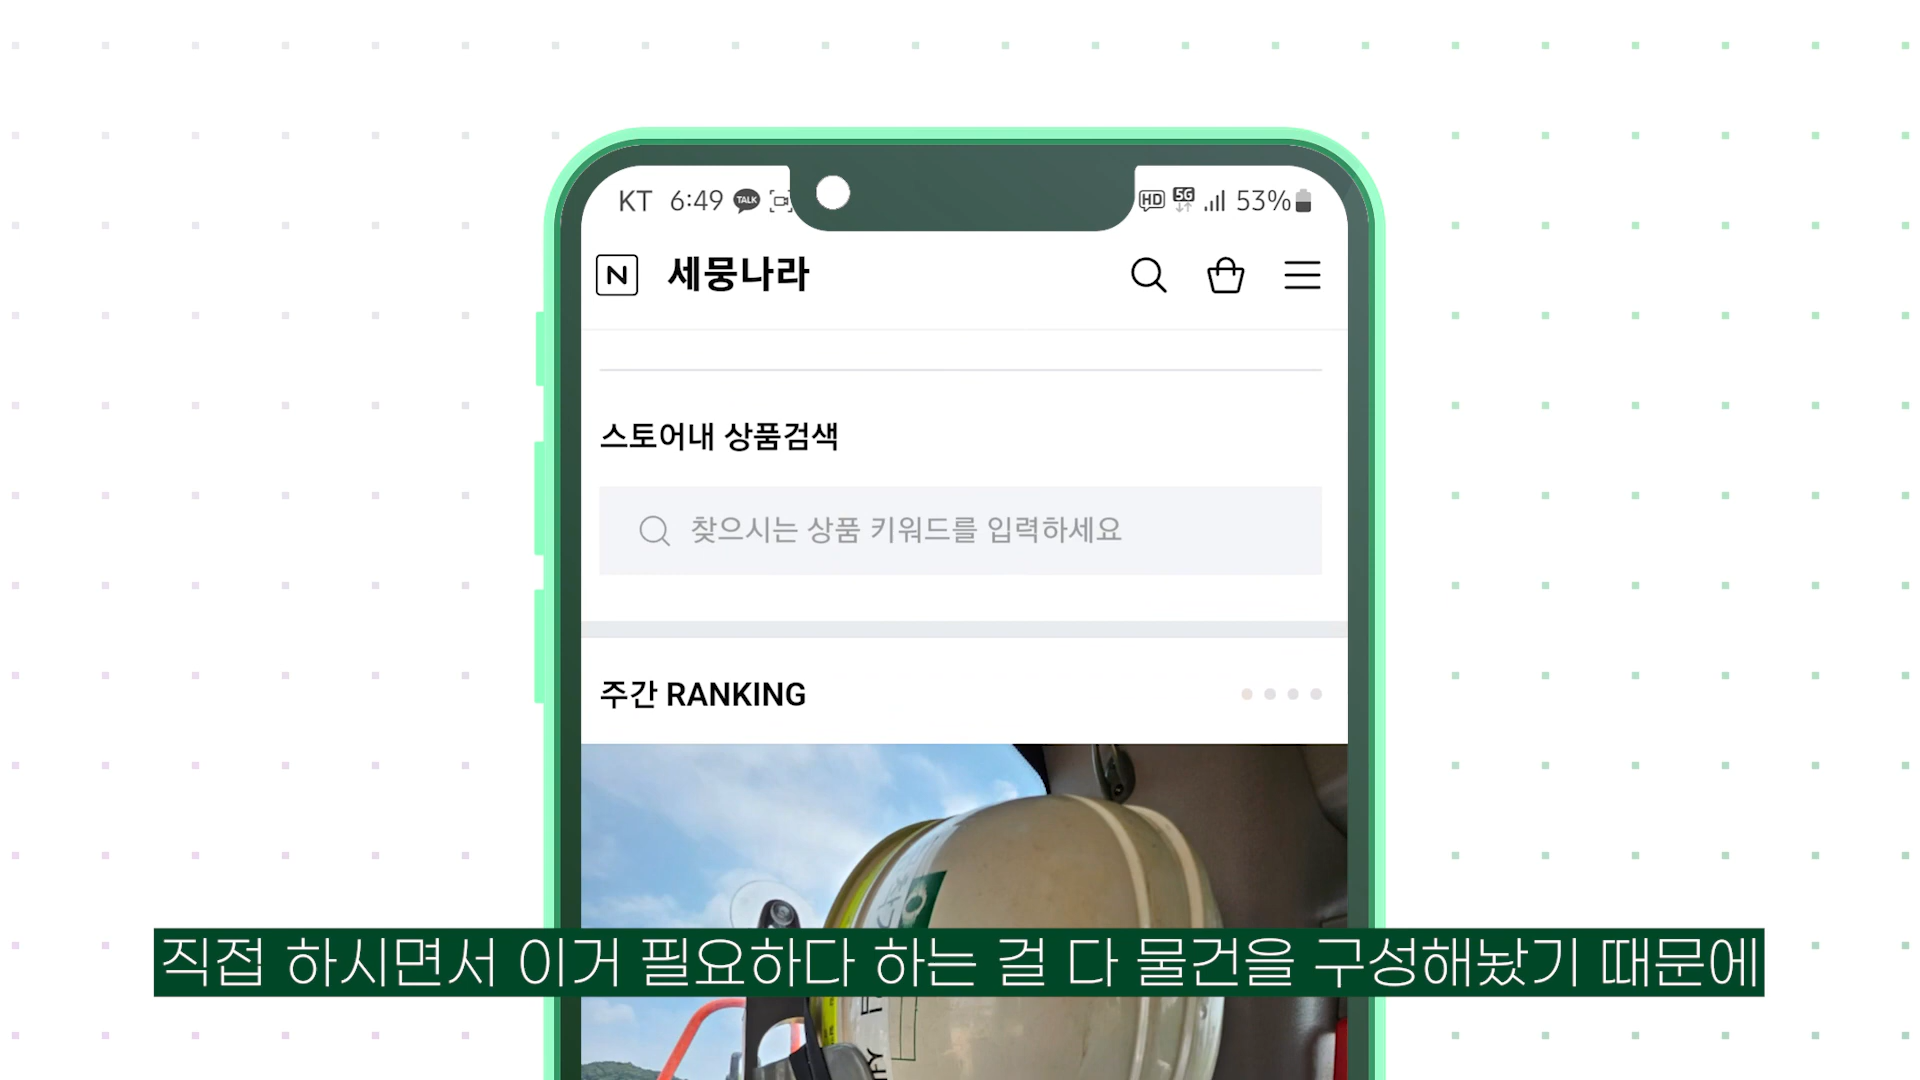 KT 6:49 TALK HD 5G 53%
N 세뭉나라
스토어내 상품검색
찾으시는 상품 키워드를 입력하세요
주간 RANKING
직접 하시면서 이거 필요하다 하는 걸 다 물건을 구성해놨기 때문에